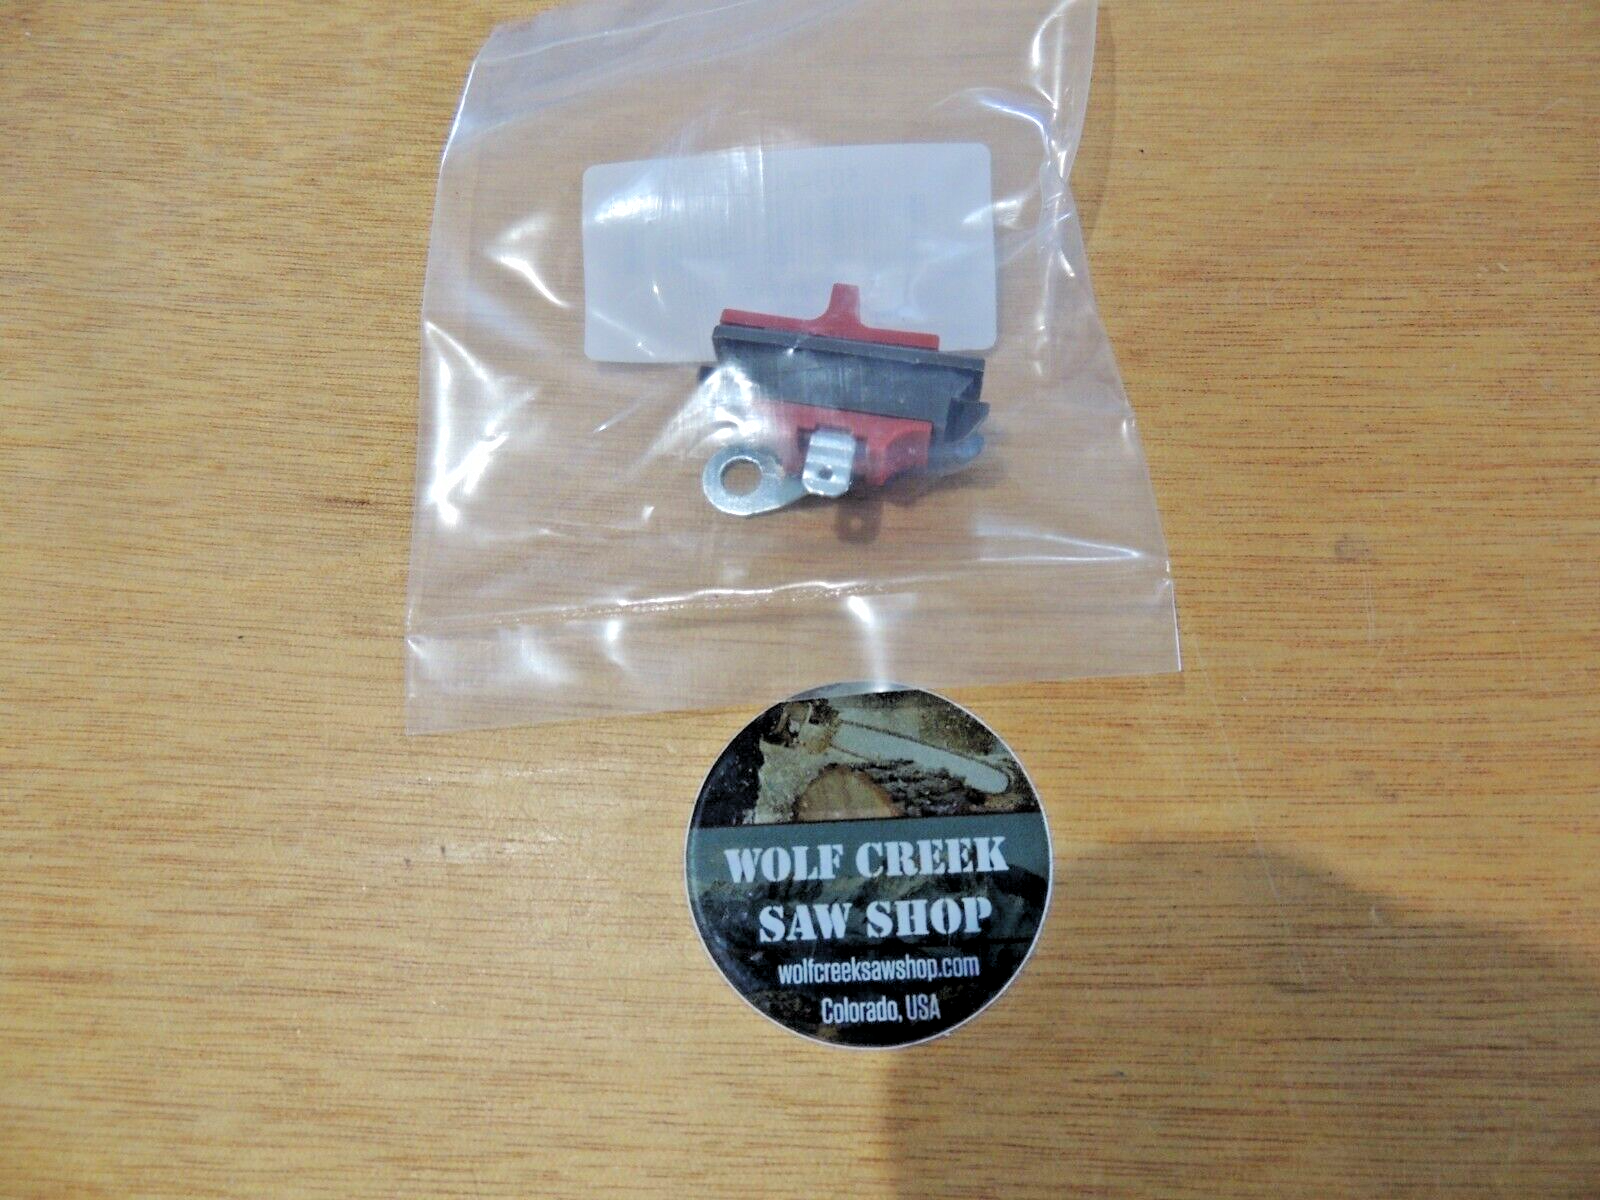 WOLF CREEK
SAW SHOP
wolfcreeksawshop.com
Colorado, USA